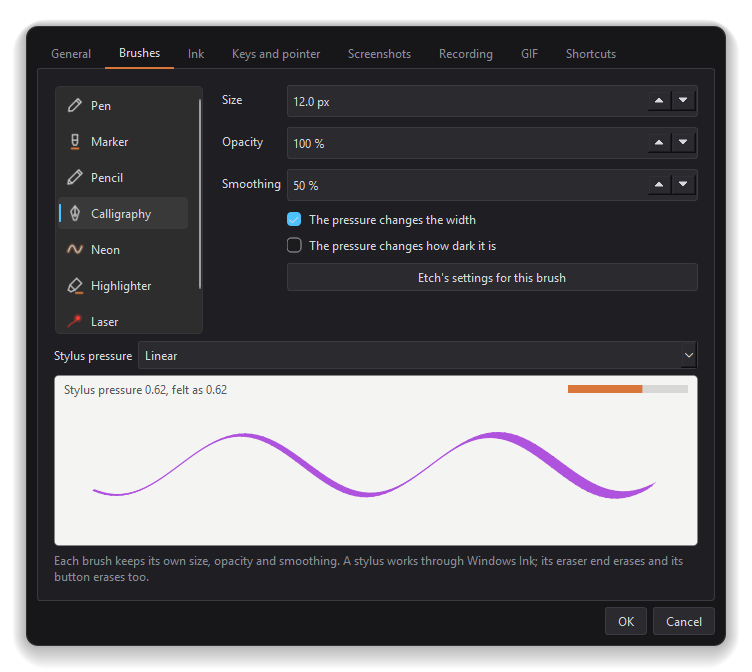 General Brushes Ink Keys and pointer Screenshots Recording GIF Shortcuts
Pen
Marker
Pencil
Calligraphy
Neon
Highlighter
Laser
Size 12.0 px
Opacity 100 %
Smoothing 50 %
The pressure changes the width
The pressure changes how dark it is
Etch's settings for this brush
Stylus pressure Linear
Stylus pressure 0.62, felt as 0.62
Each brush keeps its own size, opacity and smoothing. A stylus works through Windows Ink; its eraser end erases and its
button erases too.
OK Cancel